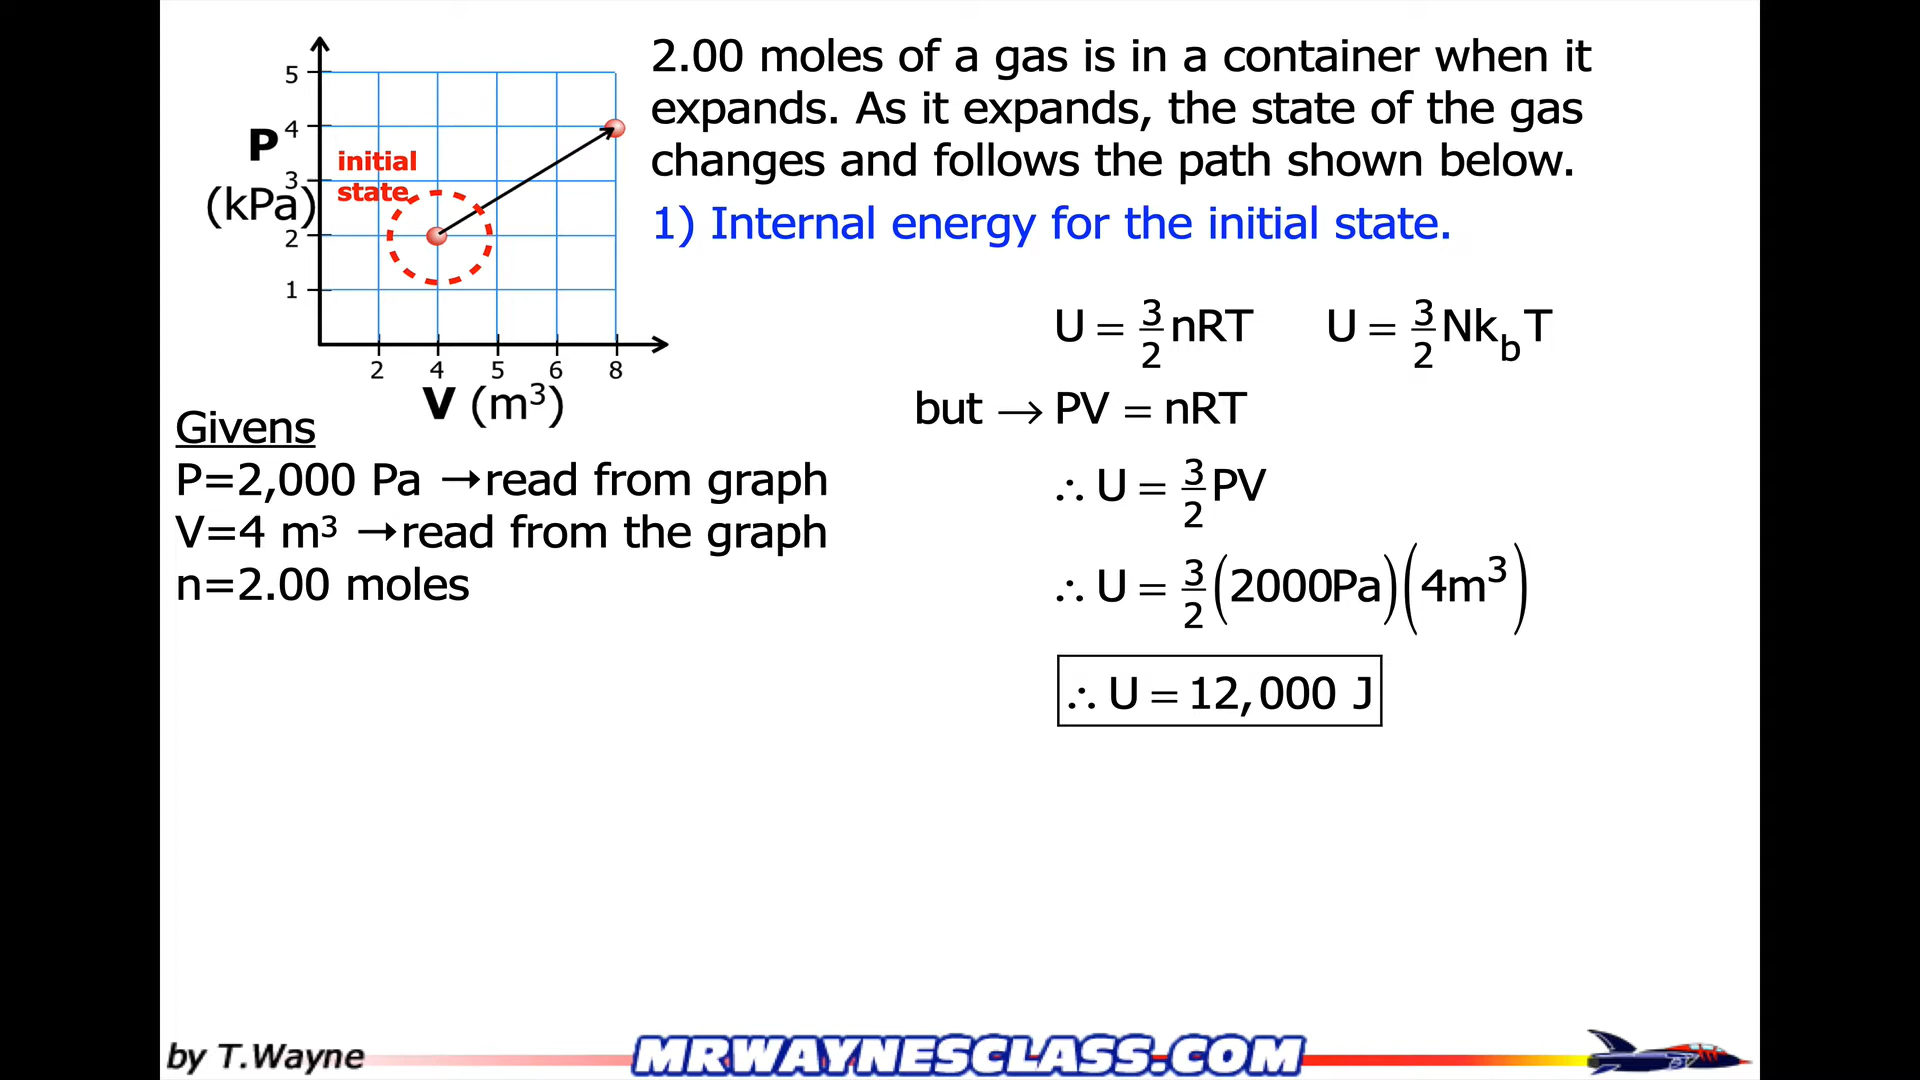 2.00 moles of a gas is in a container when it
expands. As it expands, the state of the gas
changes and follows the path shown below.
1) Internal energy for the initial state.
5
4
3
2
1
P
(kPa)
initial
state
2 4 5 6 8
V (m³)
Givens
P=2,000 Pa →read from graph
V=4 m³ →read from the graph
n=2.00 moles
U = 3/2 nRT U = 3/2 Nk_bT
but → PV = nRT
∴ U = 3/2 PV
∴ U = 3/2 (2000Pa)(4m³)
∴ U = 12,000 J
by T.Wayne
MRWAYNESCLASS.COM